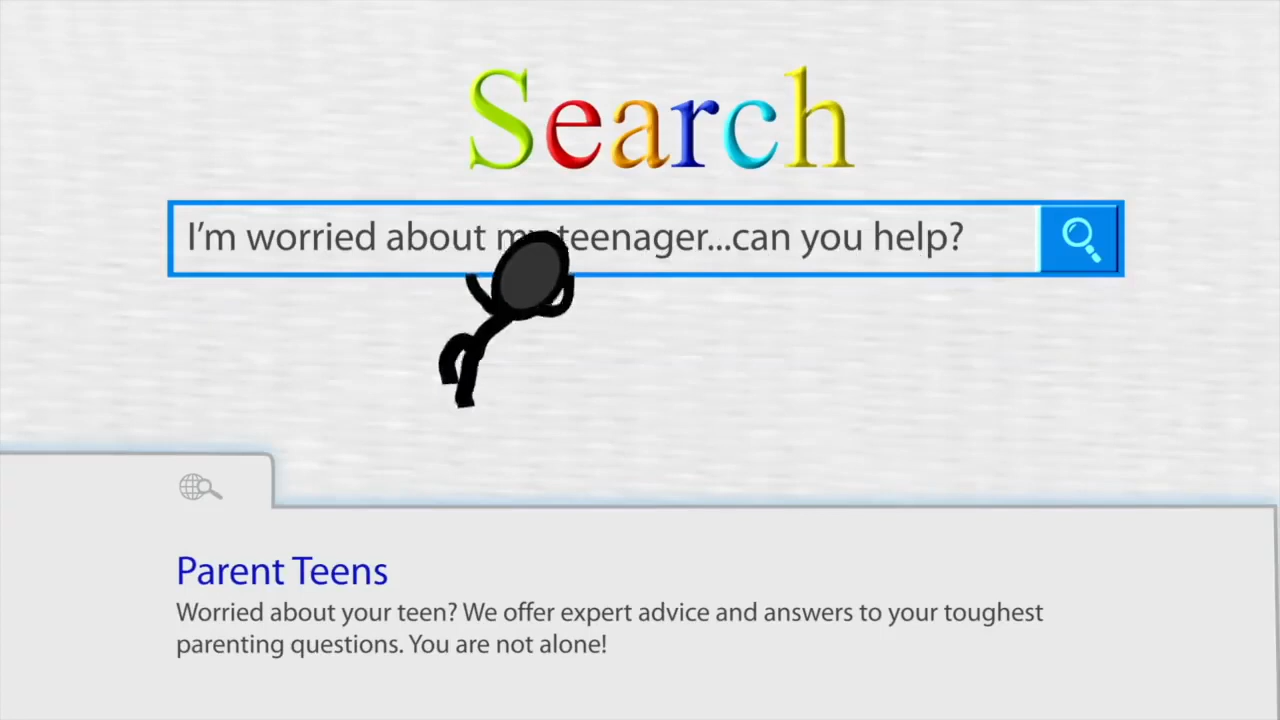 Search
I'm worried about my teenager...can you help?
Parent Teens
Worried about your teen? We offer expert advice and answers to your toughest
parenting questions. You are not alone!